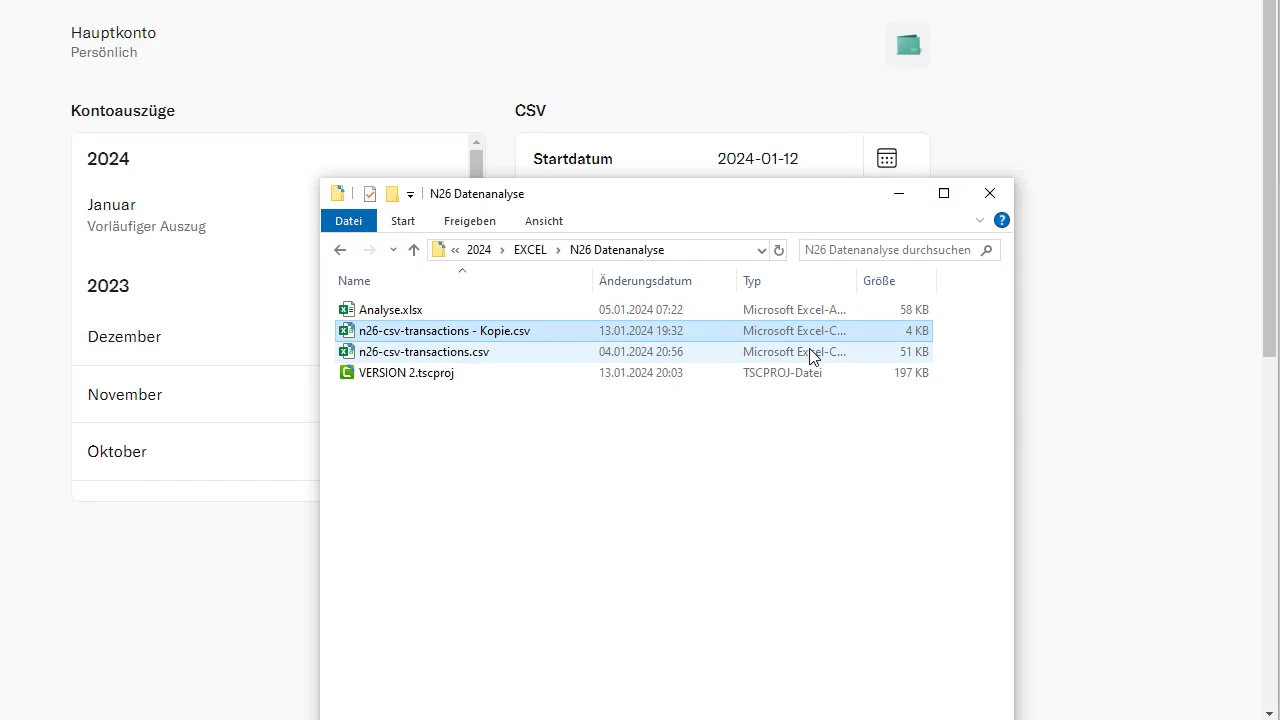 Hauptkonto
Persönlich
Kontoauszüge
CSV
2024
Startdatum 2024-01-12
Januar
Vorläufiger Auszug
2023
Dezember
November
Oktober
N26 Datenanalyse
Datei Start Freigeben Ansicht
« 2024 > EXCEL > N26 Datenanalyse
N26 Datenanalyse durchsuchen
Name Änderungsdatum Typ Größe
Analyse.xlsx 05.01.2024 07:22 Microsoft Excel-A... 58 KB
n26-csv-transactions - Kopie.csv 13.01.2024 19:32 Microsoft Excel-C... 4 KB
n26-csv-transactions.csv 04.01.2024 20:56 Microsoft Excel-C... 51 KB
VERSION 2.tscproj 13.01.2024 20:03 TSCPROJ-Datei 197 KB